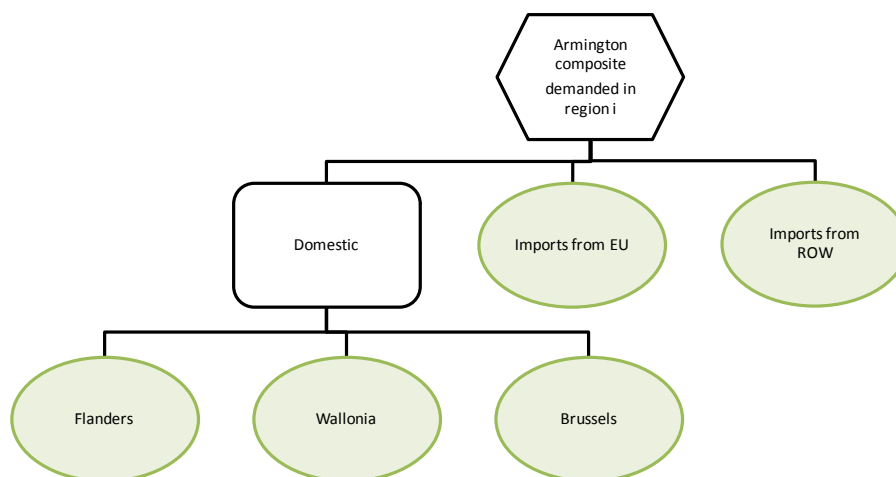 Armington
composite
demanded in
region i
Domestic
Imports from EU
Imports from
ROW
Flanders
Wallonia
Brussels